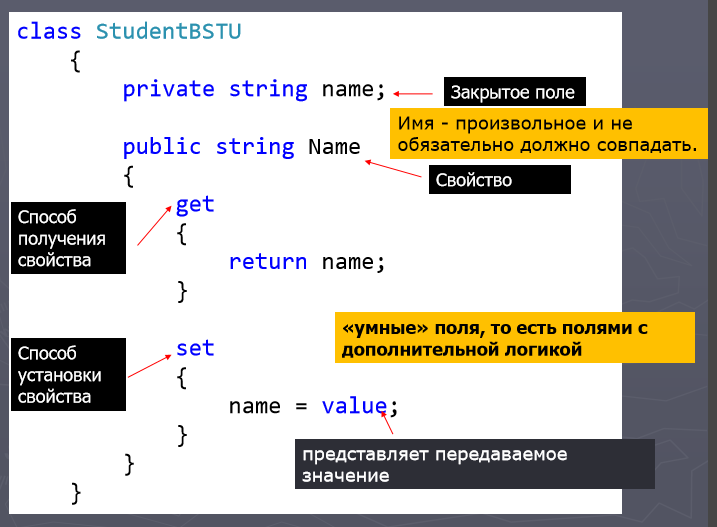 class StudentBSTU
{
private string name;
Закрытое поле
Имя - произвольное и не
обязательно должно совпадать.
public string Name
{
Свойство
get
Способ
получения
свойства
{
return name;
}
«умные» поля, то есть полями с
дополнительной логикой
set
Способ
установки
свойства
{
name = value;
}
представляет передаваемое
значение
}
}